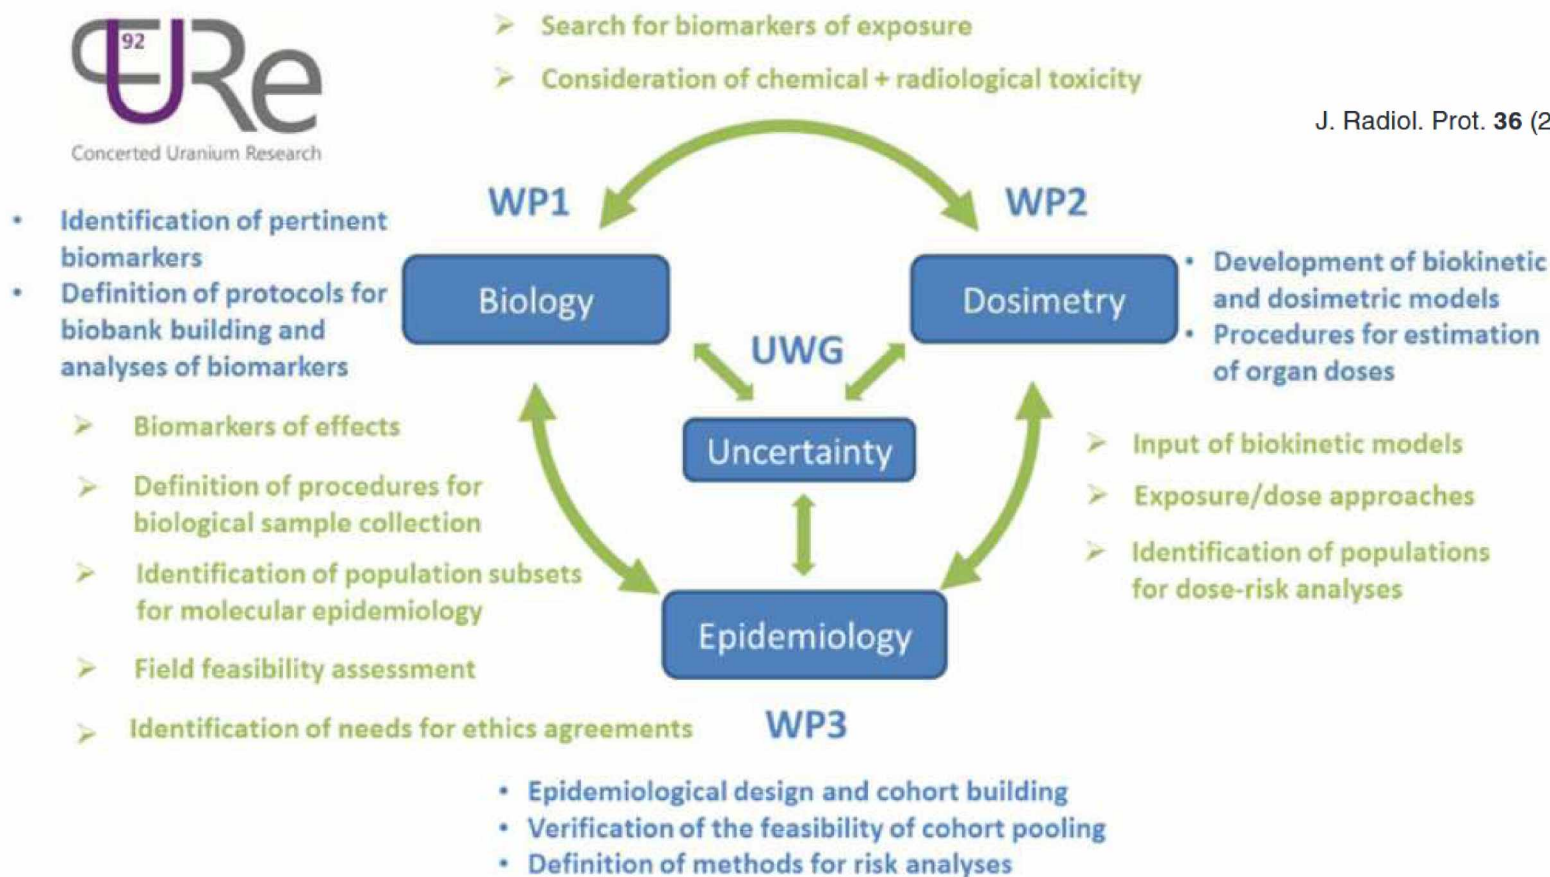 CURe
92
Concerted Uranium Research
➢ Search for biomarkers of exposure
➢ Consideration of chemical + radiological toxicity
J. Radiol. Prot. 36 (2
WP1
WP2
• Identification of pertinent
biomarkers
• Definition of protocols for
biobank building and
analyses of biomarkers
Biology
Dosimetry
• Development of biokinetic
and dosimetric models
• Procedures for estimation
of organ doses
UWG
Uncertainty
➢ Biomarkers of effects
➢ Definition of procedures for
biological sample collection
➢ Identification of population subsets
for molecular epidemiology
➢ Field feasibility assessment
➢ Identification of needs for ethics agreements
➢ Input of biokinetic models
➢ Exposure/dose approaches
➢ Identification of populations
for dose-risk analyses
Epidemiology
WP3
• Epidemiological design and cohort building
• Verification of the feasibility of cohort pooling
• Definition of methods for risk analyses